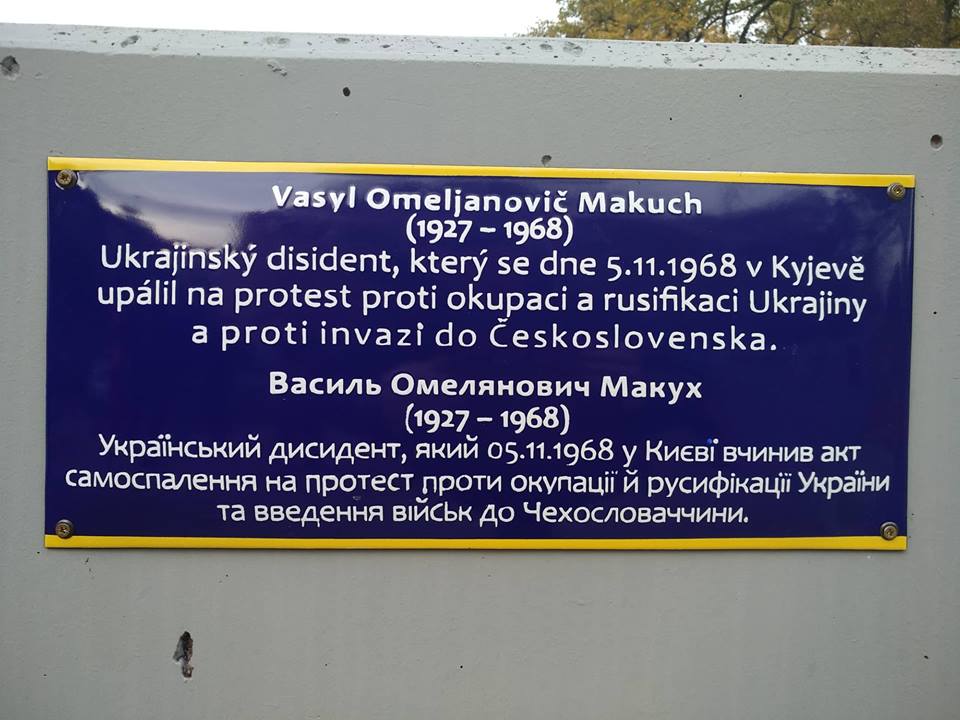 Vasyl Omeljanovič Makuch
(1927 – 1968)
Ukrajinský disident, který se dne 5.11.1968 v Kyjevě
upálil na protest proti okupaci a rusifikaci Ukrajiny
a proti invazi do Československa.
Василь Омелянович Макух
(1927 – 1968)
Український дисидент, який 05.11.1968 у Києві вчинив акт
самоспалення на протест проти окупації й русифікації України
та введення військ до Чехословаччини.